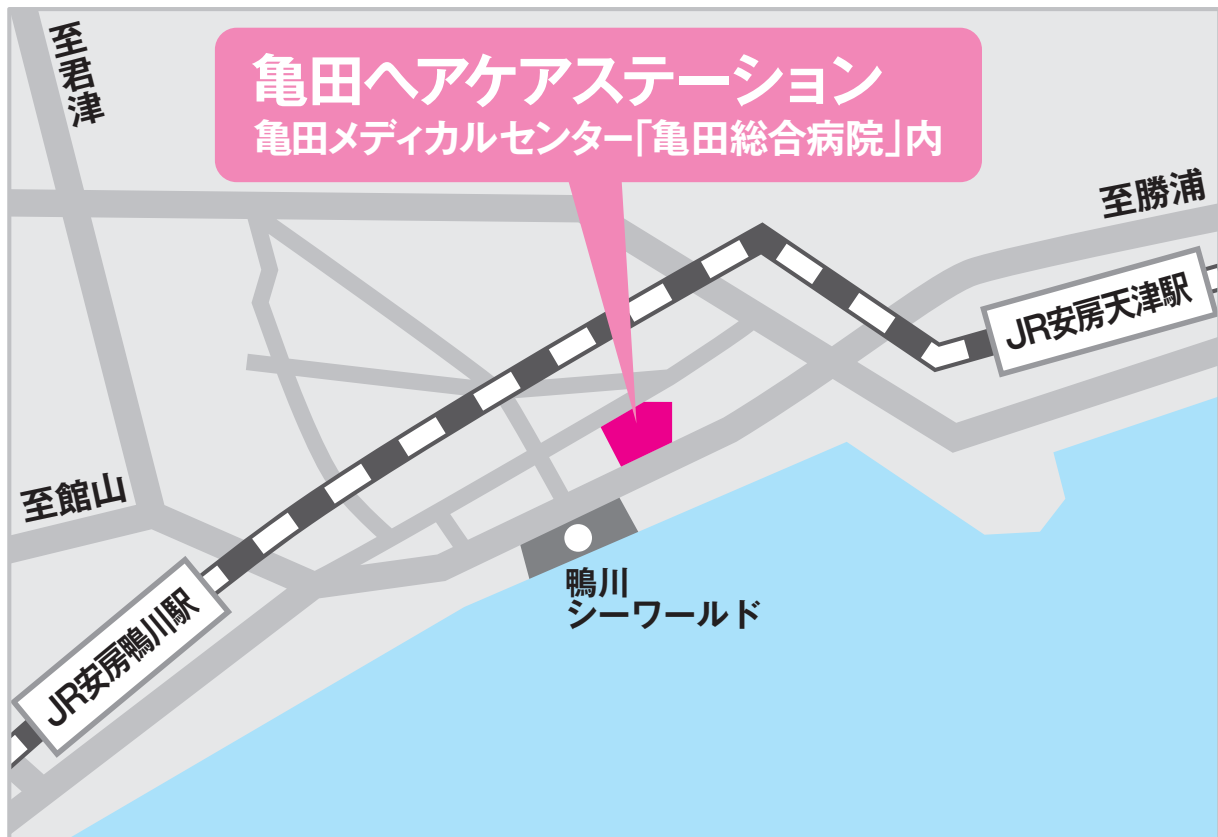 至君津
亀田ヘアケアステーション
亀田メディカルセンター「亀田総合病院」内
至勝浦
JR安房天津駅
至館山
鴨川
シーワールド
JR安房鴨川駅